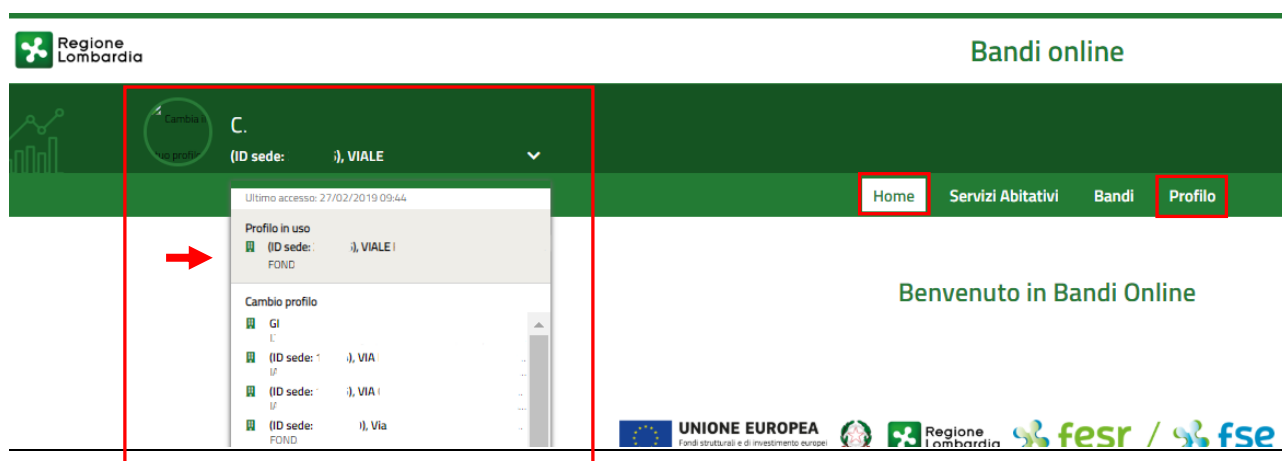 Regione
Lombardia
Bandi online
Cambia i
tuo profilo
C.
(ID sede: ), VIALE
Home Servizi Abitativi Bandi Profilo
Ultimo accesso: 27/02/2019 09:44
Profilo in uso
(ID sede: ), VIALE
FOND
Benvenuto in Bandi Online
Cambio profilo
GI
(ID sede: 1 ), VIA
(ID sede: ), VIA
(ID sede: ), Via
FOND
UNIONE EUROPEA
Fondi strutturali e di investimento europei
Regione
Lombardia
fesr / fse